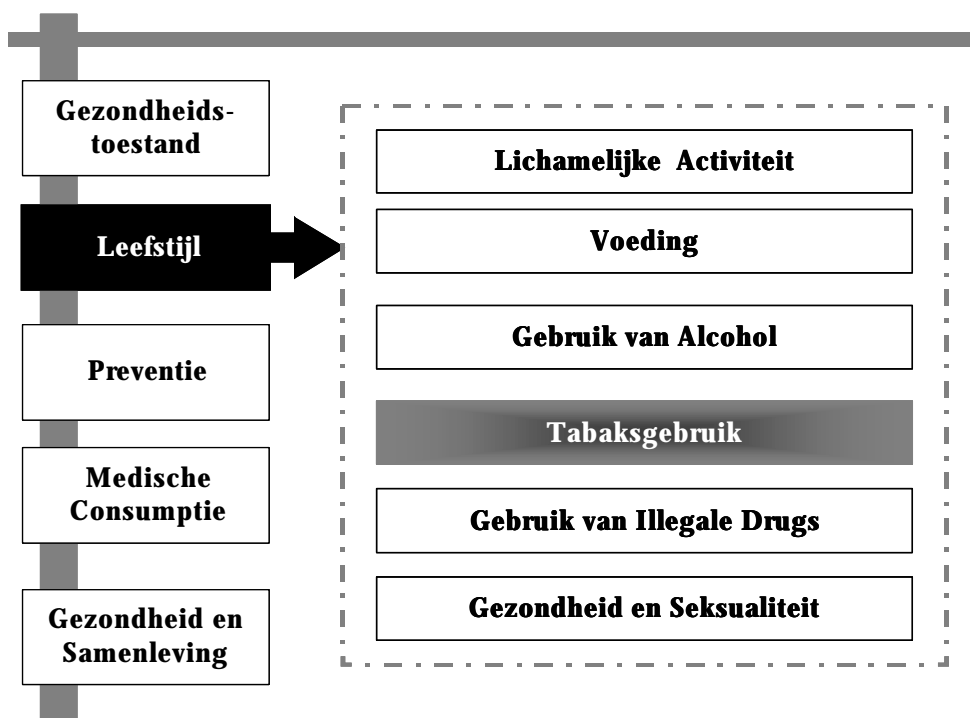 Gezondheids-
toestand
Leefstijl
Preventie
Medische
Consumptie
Gezondheid en
Samenleving
Lichamelijke Activiteit
Voeding
Gebruik van Alcohol
Tabaksgebruik
Gebruik van Illegale Drugs
Gezondheid en Seksualiteit